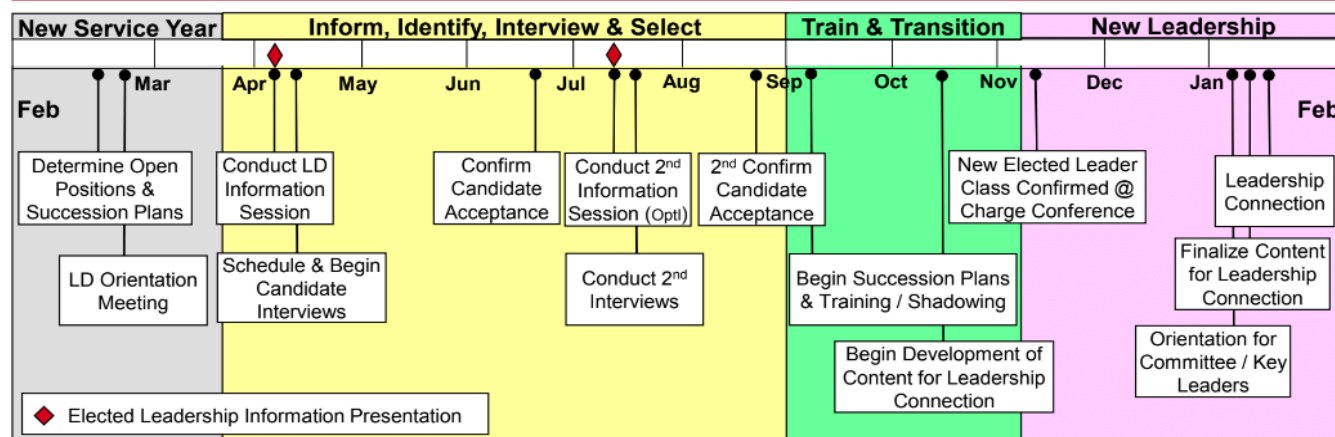 New Service Year
Inform, Identify, Interview & Select
Train & Transition
New Leadership
Feb
Mar
Apr
May
Jun
Jul
Aug
Sep
Oct
Nov
Dec
Jan
Feb
Determine Open
Positions &
Succession Plans
LD Orientation
Meeting
Conduct LD
Information
Session
Schedule & Begin
Candidate
Interviews
Confirm
Candidate
Acceptance
Conduct 2nd
Information
Session (Optl)
Conduct 2nd
Interviews
2nd Confirm
Candidate
Acceptance
Begin Succession Plans
& Training / Shadowing
Begin Development of
Content for Leadership
Connection
New Elected Leader
Class Confirmed @
Charge Conference
Leadership
Connection
Finalize Content
for Leadership
Connection
Orientation for
Committee / Key
Leaders
Elected Leadership Information Presentation